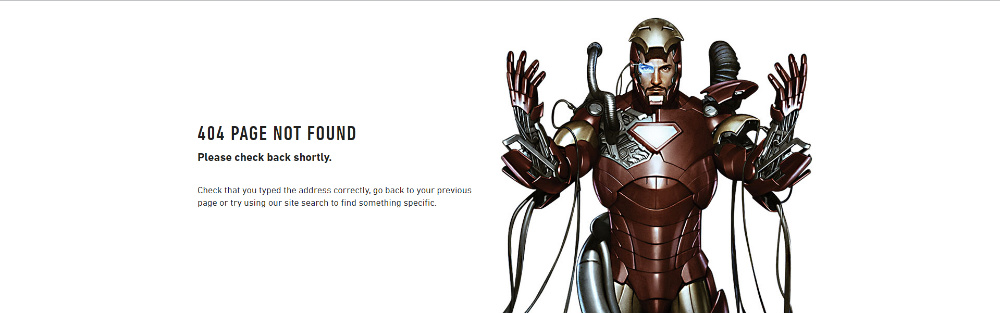 404 PAGE NOT FOUND
Please check back shortly.
Check that you typed the address correctly, go back to your previous
page or try using our site search to find something specific.